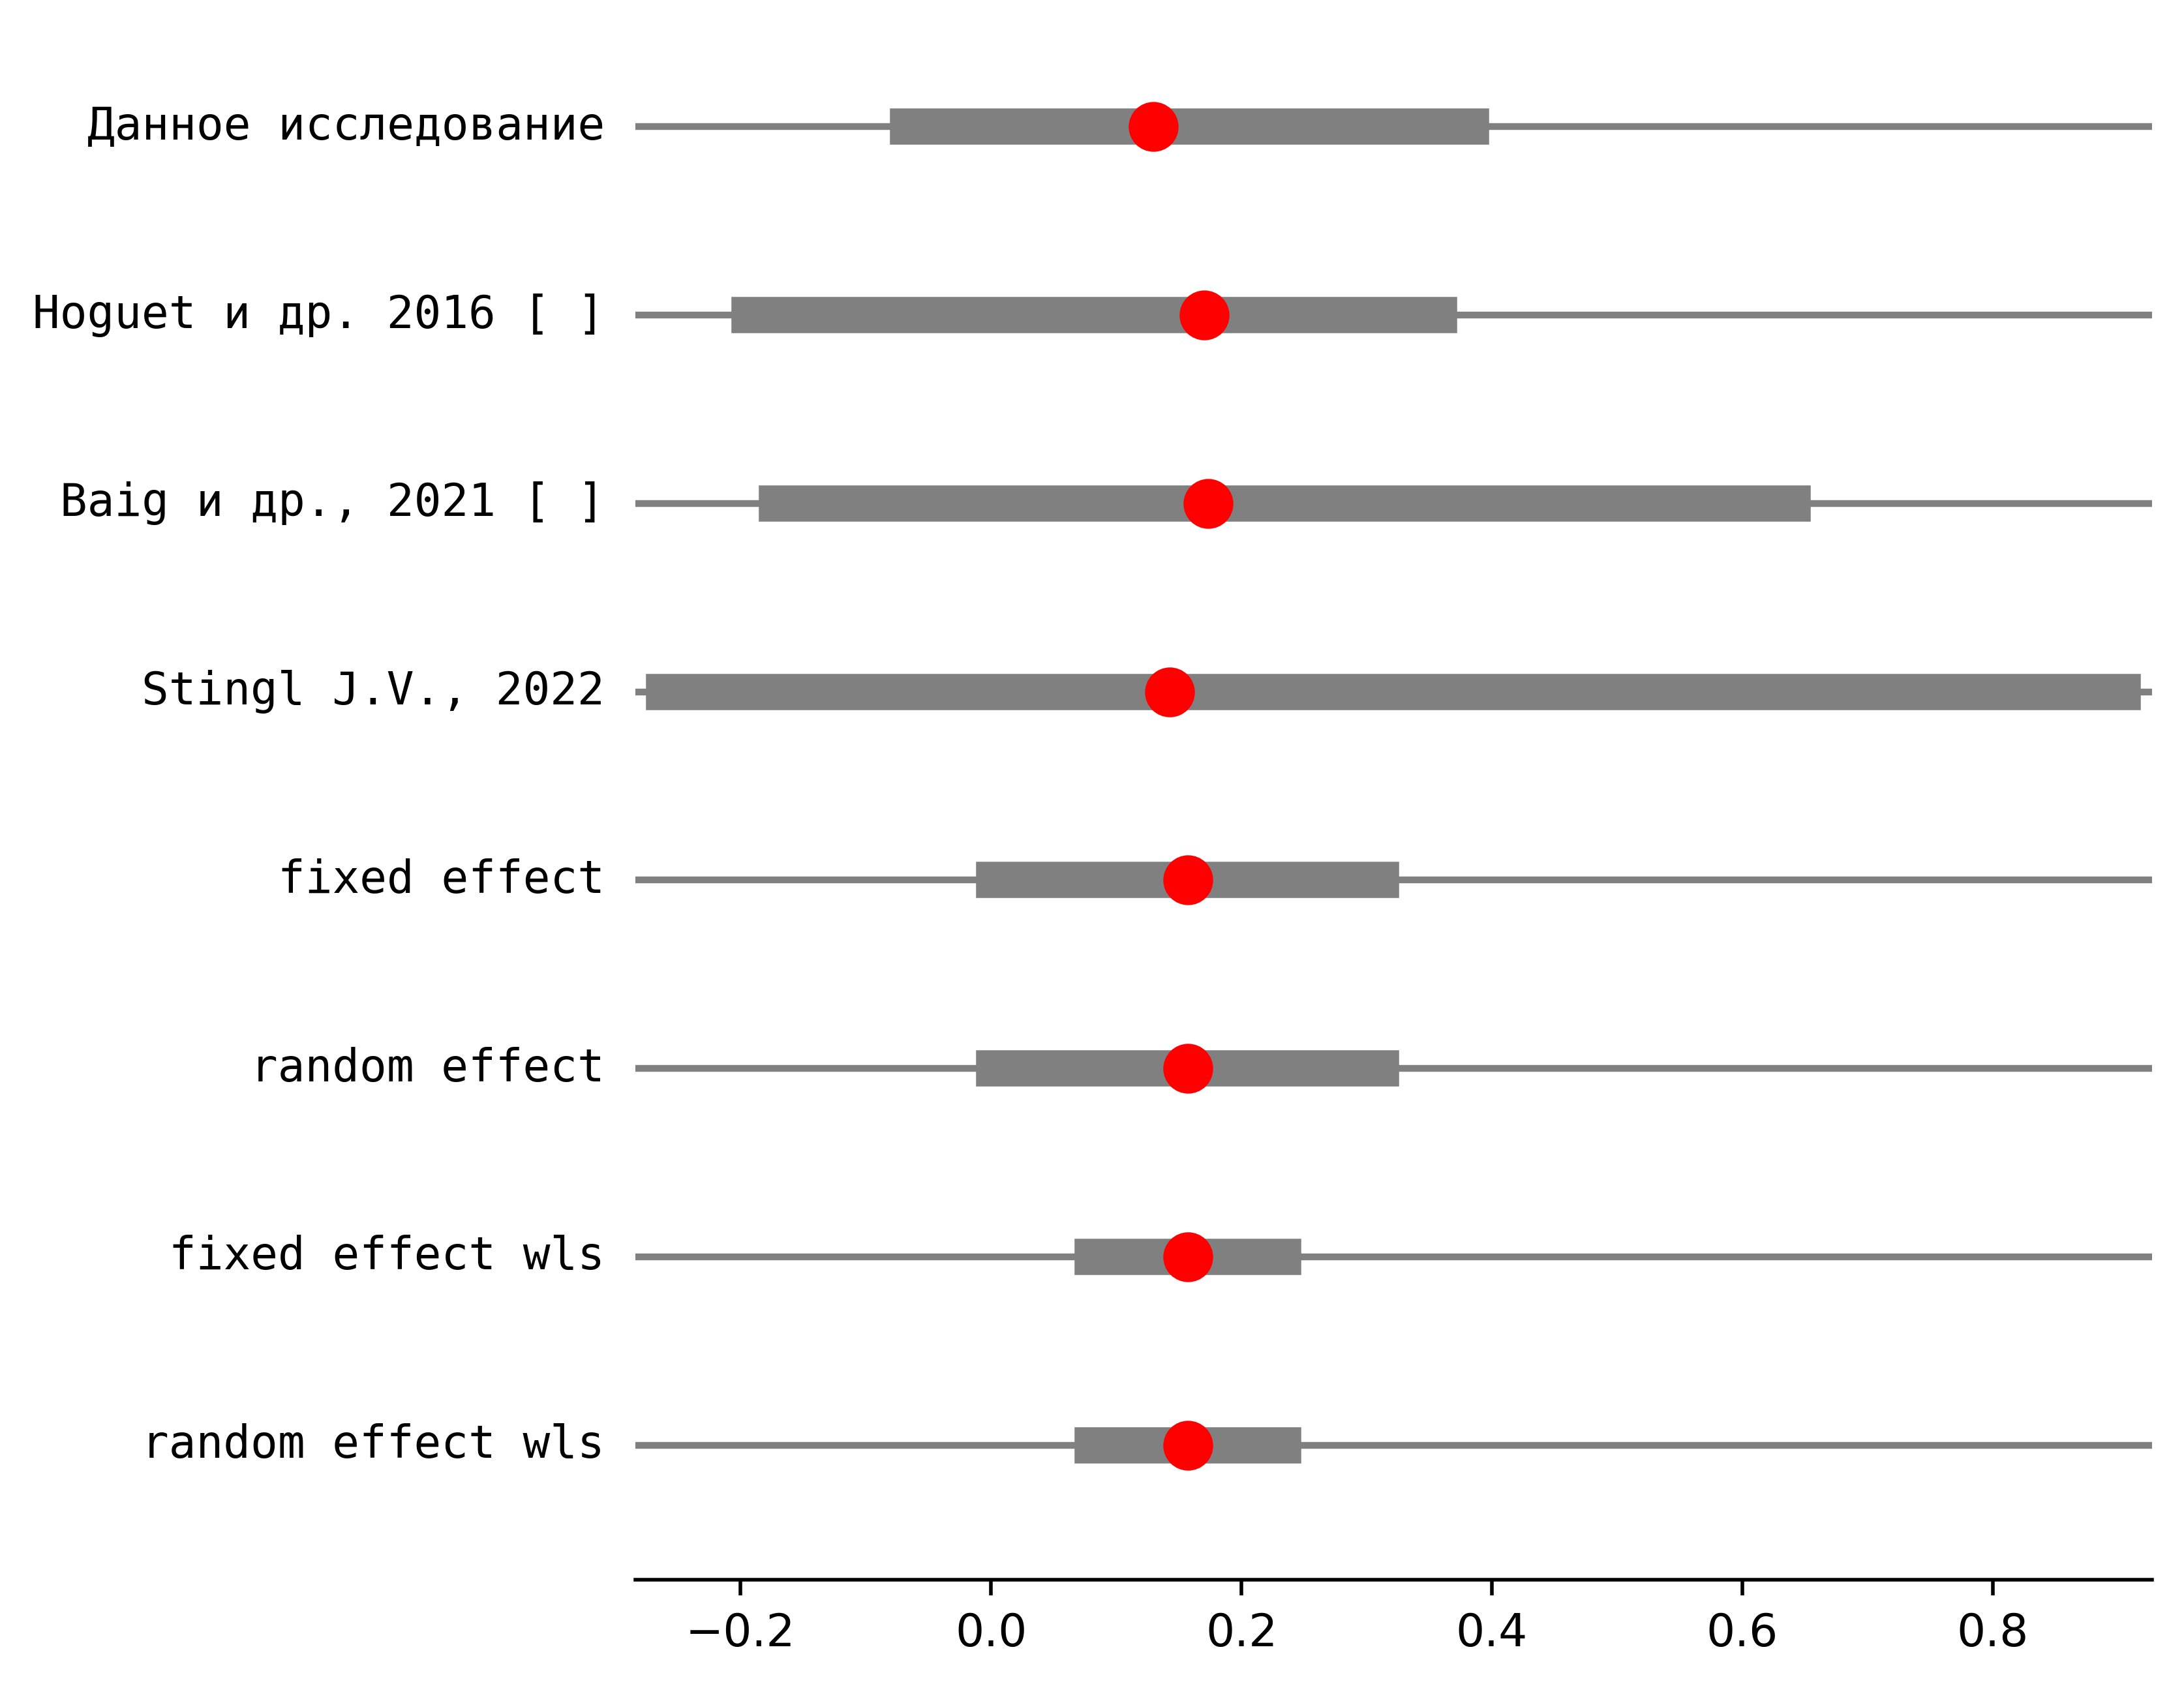 Данное исследование
Hoguet и др. 2016 [ ]
Baig и др., 2021 [ ]
Stingl J.V., 2022
fixed effect
random effect
fixed effect wls
random effect wls
−0.2 0.0 0.2 0.4 0.6 0.8